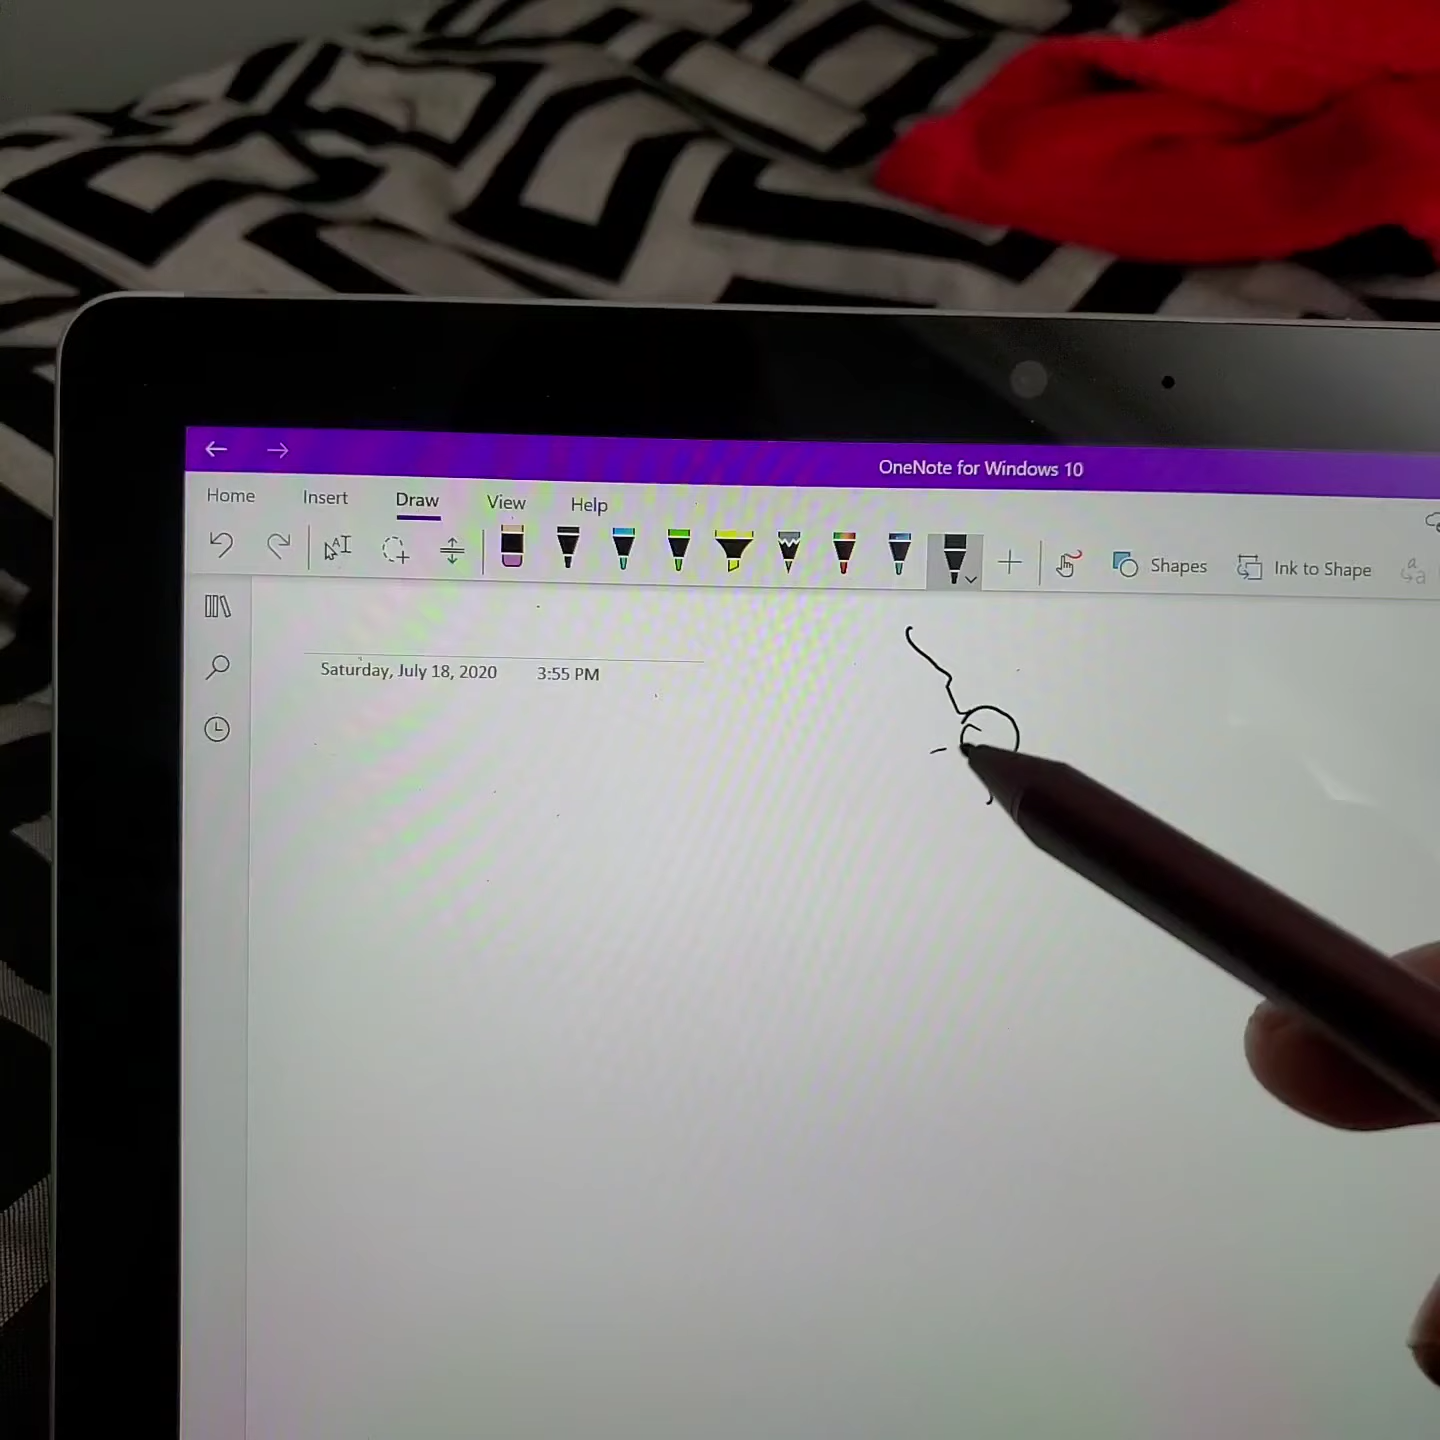 OneNote for Windows 10
Home Insert Draw View Help
Shapes Ink to Shape
Saturday, July 18, 2020 3:55 PM